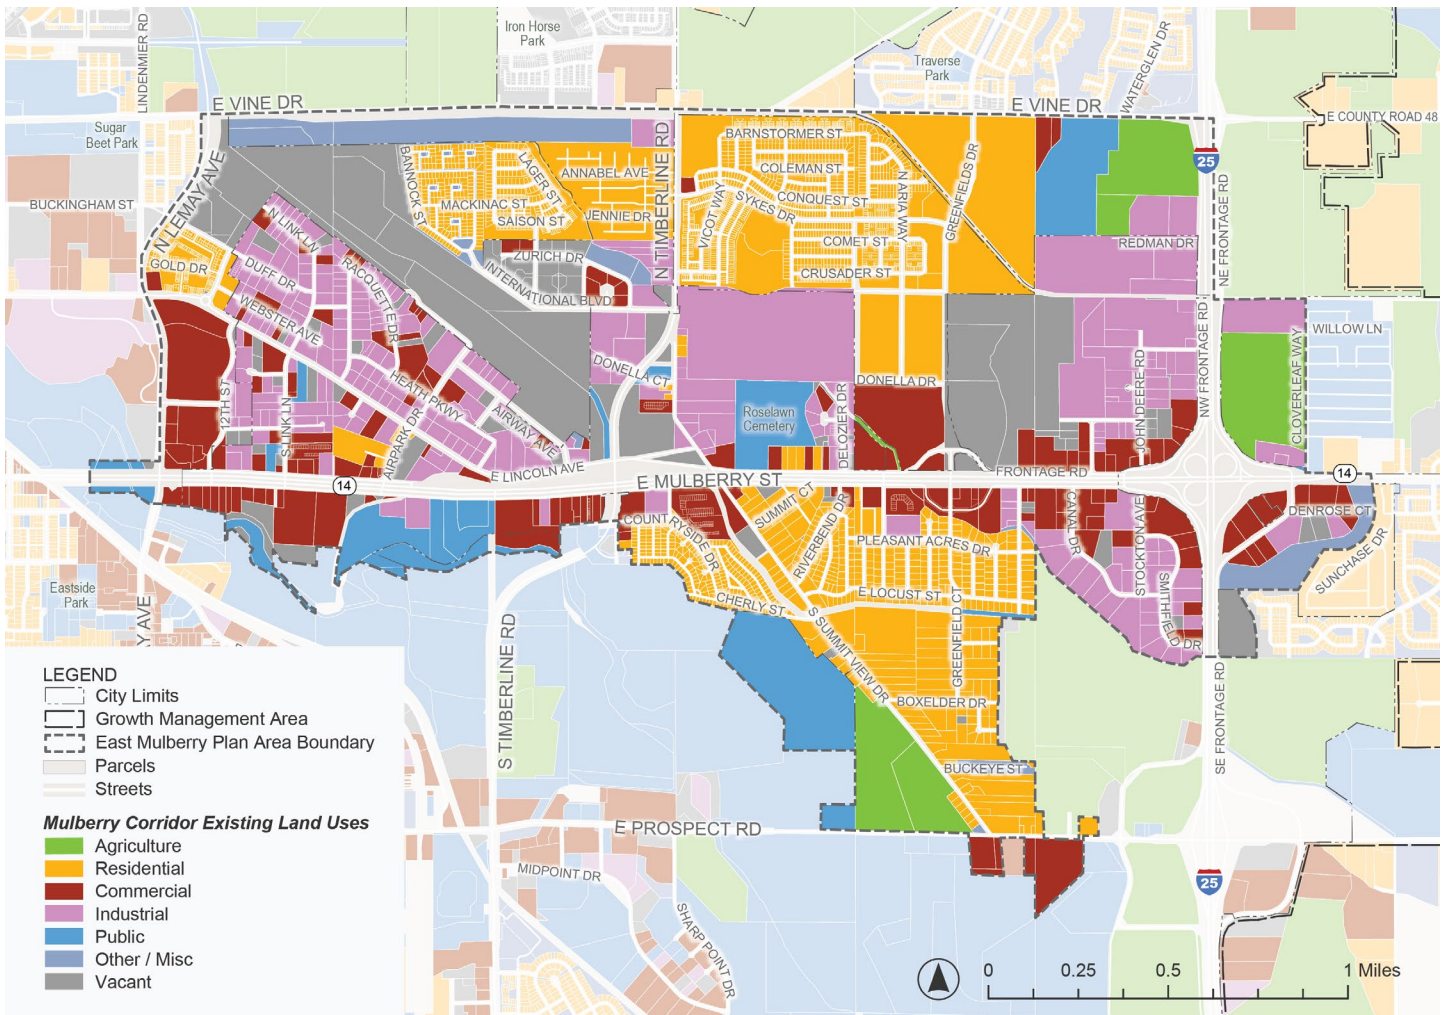 LINDENMIER RD
Iron Horse
Park
Traverse
Park
WATERGLEN DR
E VINE DR
E VINE DR
E COUNTY ROAD 48
Sugar
Beet Park
BARNSTORMER ST
25
N LEMAY AVE
BANNOCK ST
LAGER ST
ANNABEL AVE
N TIMBERLINE RD
COLEMAN ST
N ARIA WAY
GREENFIELDS DR
NE FRONTAGE RD
BUCKINGHAM ST
MACKINAC ST
SAISON ST
JENNIE DR
VICOT WAY
SYKES DR
CONQUEST ST
N LINK LN
COMET ST
REDMAN DR
GOLD DR
DUFF DR
RACQUETTE DR
ZURICH DR
INTERNATIONAL BLVD
CRUSADER ST
WEBSTER AVE
NW FRONTAGE RD
CLOVERLEAF WAY
WILLOW LN
DONELLA CT
JOHN DEERE RD
12TH ST
HEATH PKWY
DONELLA DR
S LINK LN
AIRPARK DR
AIRWAY AVE
Roselawn
Cemetery
DELOZIER DR
E LINCOLN AVE
FRONTAGE RD
14
E MULBERRY ST
14
SUMMIT CT
COUNTRYSIDE DR
RIVERBEND DR
PLEASANT ACRES DR
CANAL DR
STOCKTON AVE
DENROSE CT
SUNCHASE DR
Eastside
Park
CHERLY ST
E LOCUST ST
GREENFIELD CT
SMITHFIELD DR
Y AVE
S TIMBERLINE RD
S SUMMIT VIEW DR
SE FRONTAGE RD
BOXELDER DR
BUCKEYE ST
E PROSPECT RD
MIDPOINT DR
SHARP POINT DR
25
LEGEND
City Limits
Growth Management Area
East Mulberry Plan Area Boundary
Parcels
Streets
Mulberry Corridor Existing Land Uses
Agriculture
Residential
Commercial
Industrial
Public
Other / Misc
Vacant
0 0.25 0.5 1 Miles